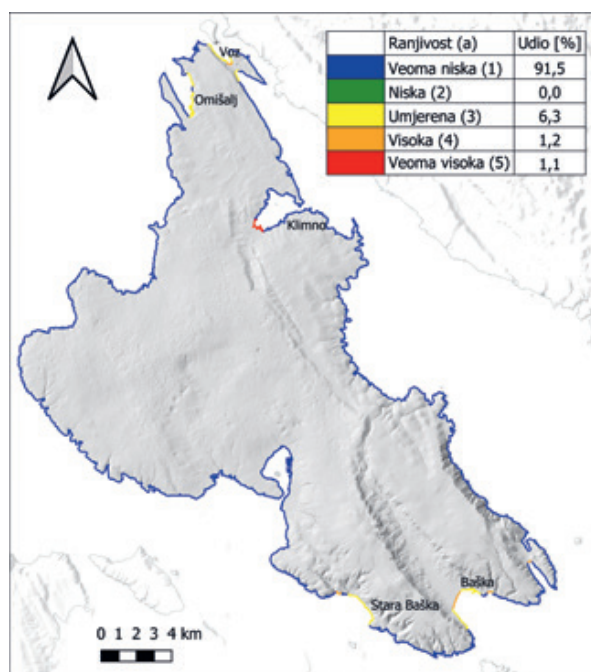 Voz
Omišalj
Ranjivost (a) Udio [%]
Veoma niska (1) 91,5
Niska (2) 0,0
Umjerena (3) 6,3
Visoka (4) 1,2
Veoma visoka (5) 1,1
Klimno
Baška
Stara Baška
0 1 2 3 4 km